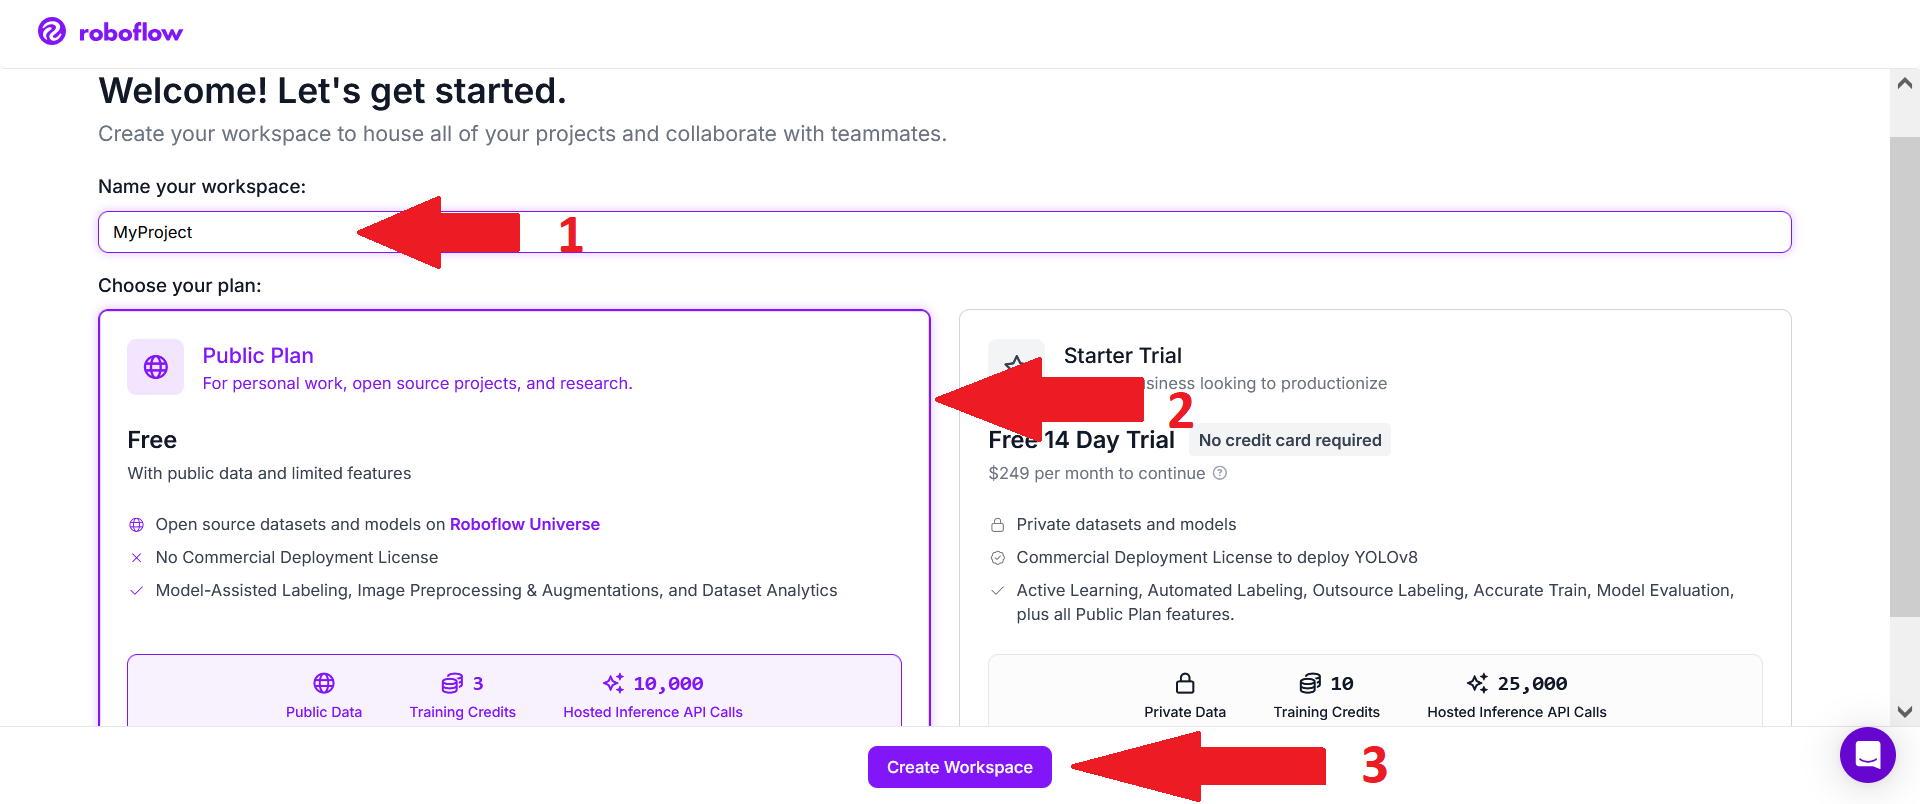 roboflow
Welcome! Let's get started.
Create your workspace to house all of your projects and collaborate with teammates.
Name your workspace:
MyProject
1
Choose your plan:
Public Plan
For personal work, open source projects, and research.
Free
With public data and limited features
Open source datasets and models on Roboflow Universe
No Commercial Deployment License
Model-Assisted Labeling, Image Preprocessing & Augmentations, and Dataset Analytics
3
10,000
Public Data
Training Credits
Hosted Inference API Calls
Starter Trial
looking to productionize
2
Free 14 Day Trial
No credit card required
$249 per month to continue
Private datasets and models
Commercial Deployment License to deploy YOLOv8
Active Learning, Automated Labeling, Outsource Labeling, Accurate Train, Model Evaluation,
plus all Public Plan features.
10
25,000
Private Data
Training Credits
Hosted Inference API Calls
Create Workspace
3